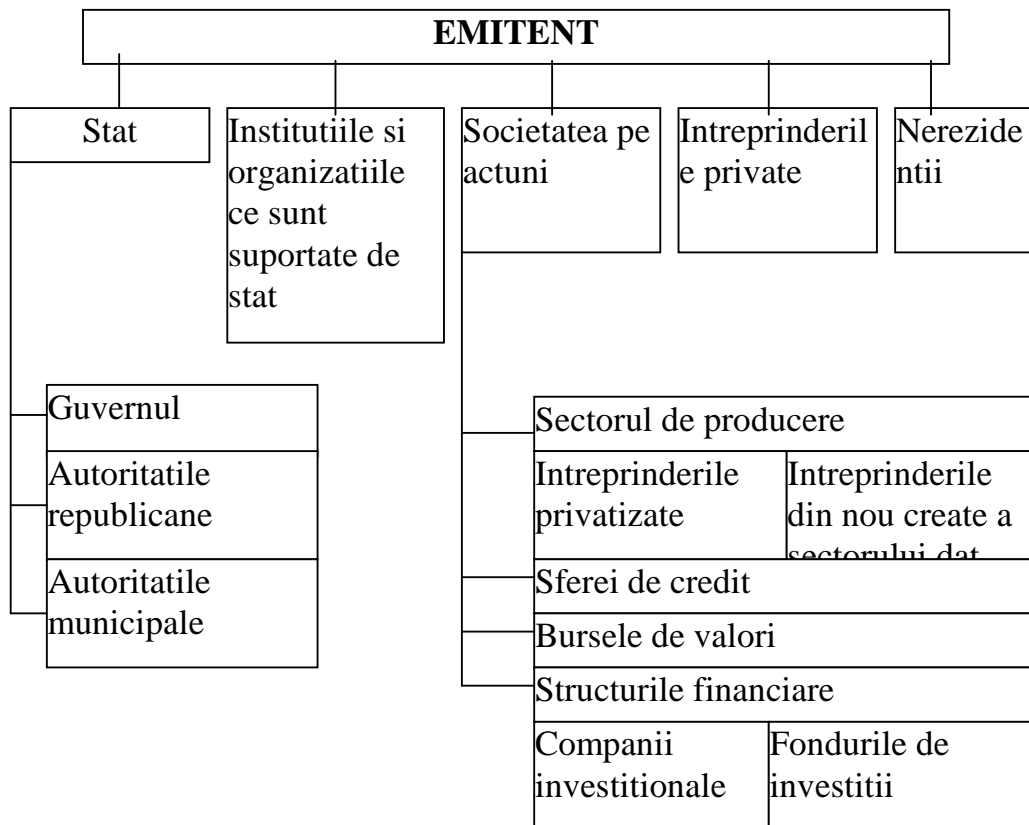 EMITENT
Stat
Institutiile si
organizatiile
ce sunt
suportate de
stat
Societatea pe
actuni
Intreprinderil
e private
Nerezide
ntii
Guvernul
Autoritatile
republicane
Autoritatile
municipale
Sectorul de producere
Intreprinderile
privatizate
Intreprinderile
din nou create a
sectorului dat
Sferei de credit
Bursele de valori
Structurile financiare
Companii
investitionale
Fondurile de
investitii